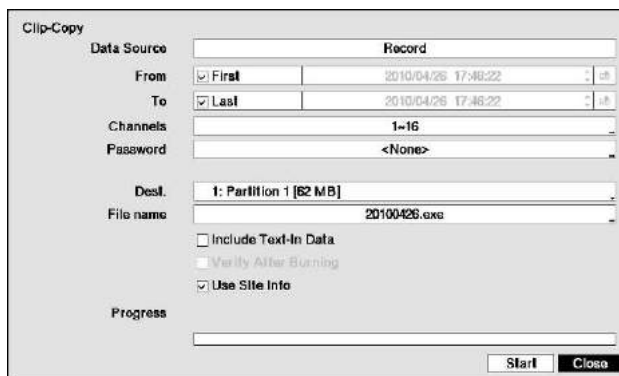 Clip-Copy
Data Source Record
From First 2010/04/26 17:46:22
To Last 2010/04/26 17:46:22
Channels 1~16
Password <None>
Dest. 1: Partition 1 [62 MB]
File name 20100426.exe
Include Text-In Data
Verify After Burning
Use Site Info
Progress
Start Close